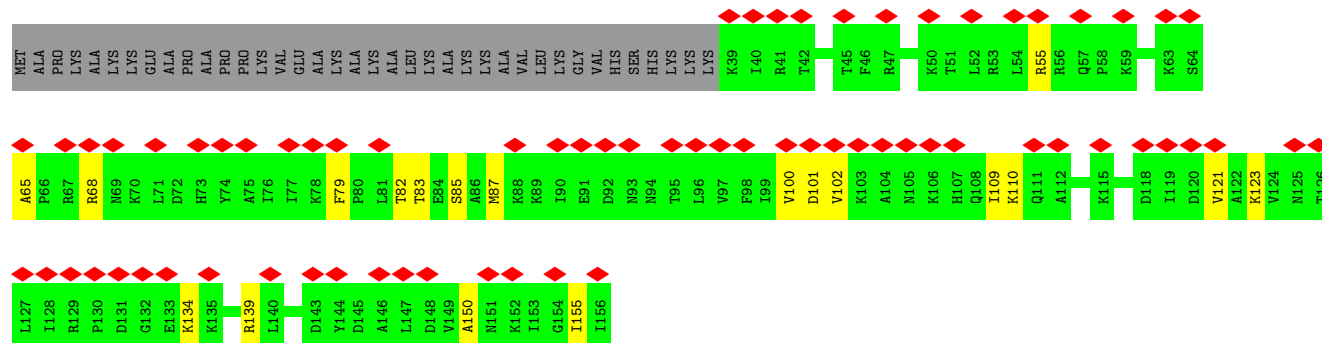 MET ALA PRO LYS ALA LYS LYS GLU ALA PRO ALA PRO PRO LYS VAL GLU ALA LYS ALA LYS ALA LEU LYS ALA LYS LYS ALA VAL LEU LYS GLY VAL HIS SER HIS LYS LYS LYS K39 I40 R41 T42 T45 F46 R47 K50 T51 L52 R53 L54 R55 R56 Q57 P58 K59 K63 S64
A65 P66 R67 R68 N69 K70 L71 D72 H73 Y74 A75 I76 I77 K78 F79 P80 L81 T82 T83 E84 S85 A86 M87 K88 K89 I90 E91 D92 N93 N94 T95 L96 V97 F98 I99 V100 D101 V102 K103 A104 N105 K106 H107 Q108 I109 K110 Q111 A112 K115 D118 I119 D120 V121 A122 K123 V124 N125 T126
L127 I128 R129 P130 D131 G132 E133 K134 K135 R139 L140 D143 Y144 D145 A146 L147 D148 V149 A150 N151 K152 I153 G154 I155 I156